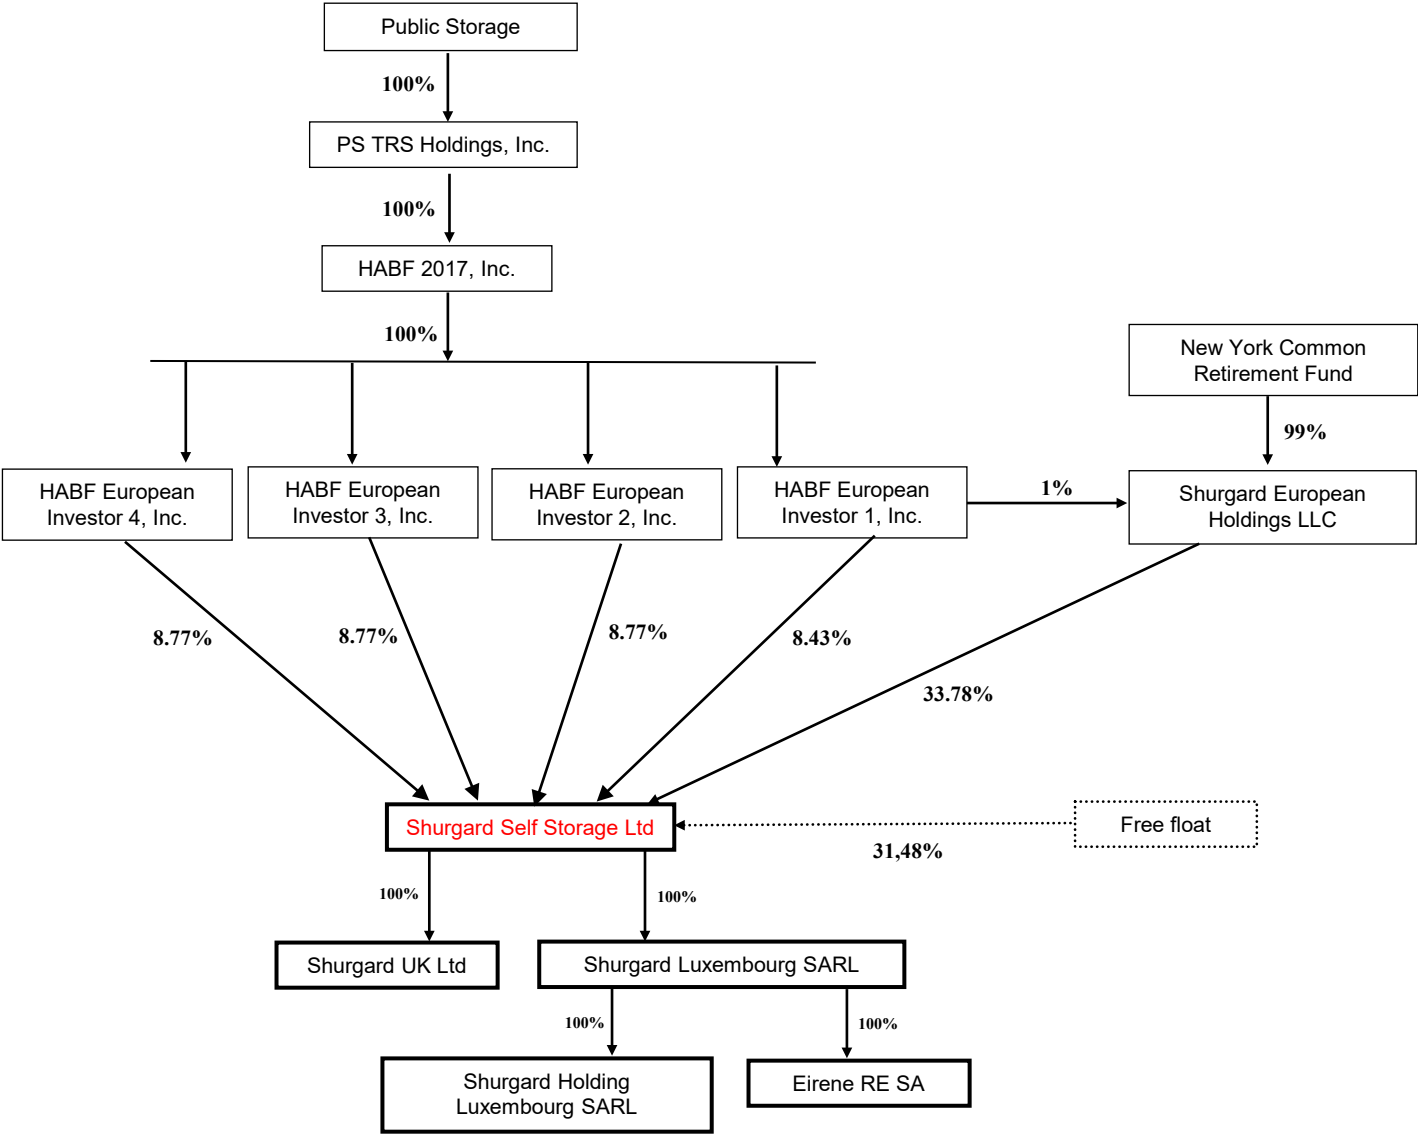 Public Storage
100%
PS TRS Holdings, Inc.
100%
HABF 2017, Inc.
100%
New York Common
Retirement Fund
99%
HABF European
Investor 4, Inc.
HABF European
Investor 3, Inc.
HABF European
Investor 2, Inc.
HABF European
Investor 1, Inc.
1%
Shurgard European
Holdings LLC
8.77%
8.77%
8.77%
8.43%
33.78%
Shurgard Self Storage Ltd
Free float
31,48%
100%
100%
Shurgard UK Ltd
Shurgard Luxembourg SARL
100%
100%
Shurgard Holding
Luxembourg SARL
Eirene RE SA